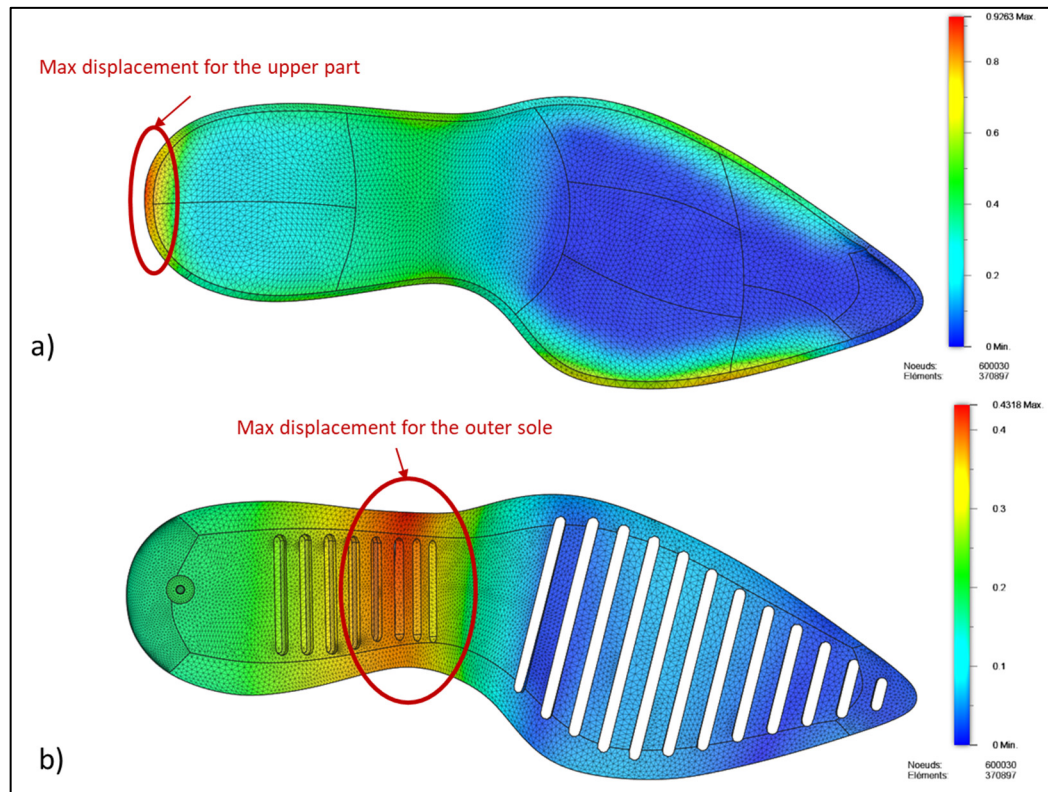 0.9263 Max.
Max displacement for the upper part
0.8
0.6
0.4
0.2
a)
0 Min.
Noeuds: 600030
Eléments: 370897
0.4318 Max.
Max displacement for the outer sole
0.4
0.3
0.2
0.1
0 Min.
b)
Noeuds: 600030
Eléments: 370897